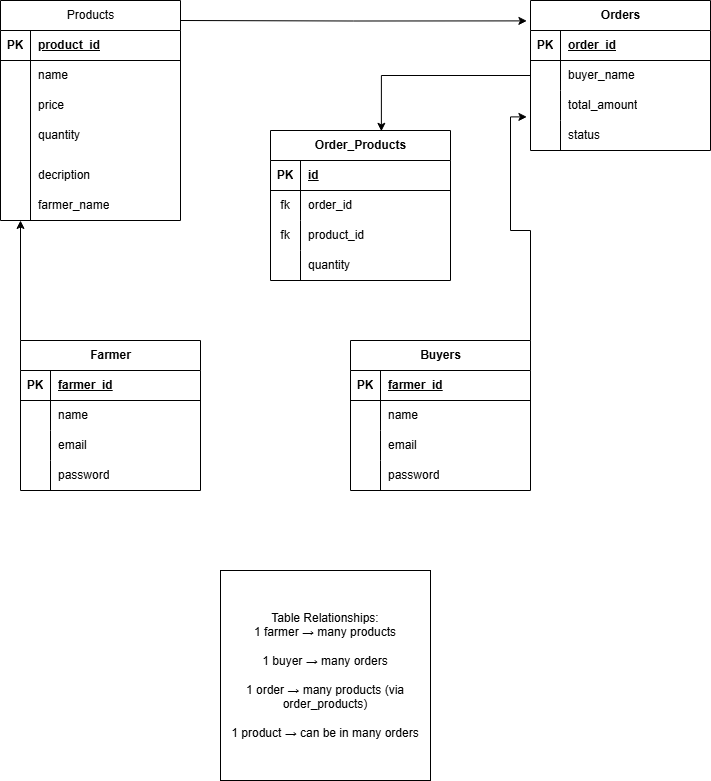 Products
PK product_id
name
price
quantity
decription
farmer_name
Orders
PK order_id
buyer_name
total_amount
status
Order_Products
PK id
fk order_id
fk product_id
quantity
Farmer
PK farmer_id
name
email
password
Buyers
PK farmer_id
name
email
password
Table Relationships:
1 farmer → many products
1 buyer → many orders
1 order → many products (via
order_products)
1 product → can be in many orders